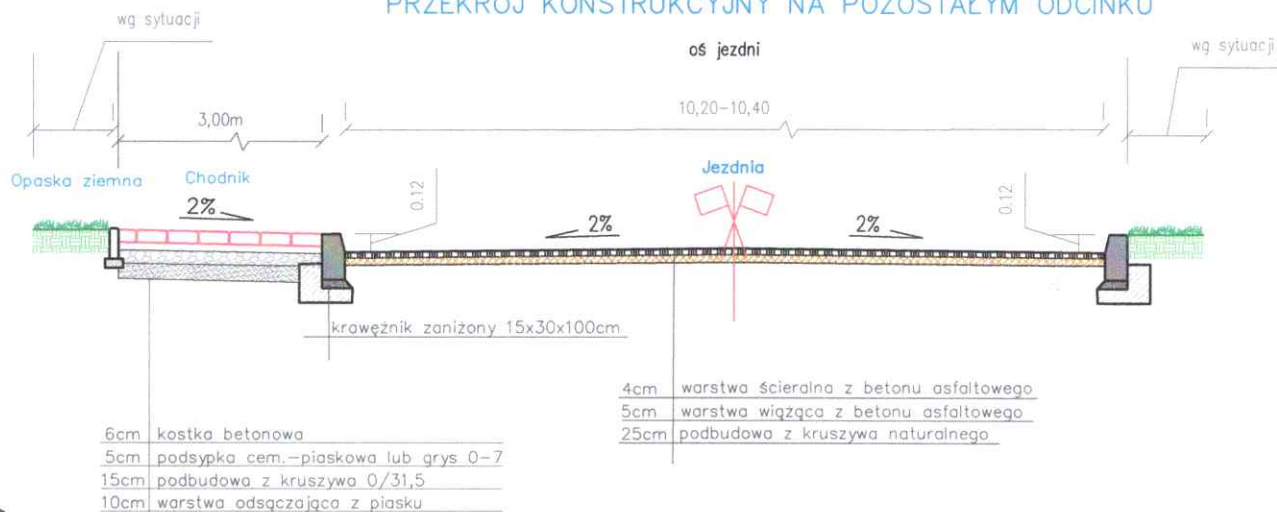 PRZEKRÓJ KONSTRUKCYJNY NA POZOSTAŁYM ODCINKU
wg sytuacji
oś jezdni
wg sytuacji
3,00m
10,20-10,40
Opaska ziemna
Chodnik
Jezdnia
0.12
0.12
2%
2%
2%
krawężnik zaniżony 15x30x100cm
4cm warstwa ścieralna z betonu asfaltowego
5cm warstwa wiążąca z betonu asfaltowego
25cm podbudowa z kruszywa naturalnego
6cm kostka betonowa
5cm podsypka cem.-piaskowa lub grys 0-7
15cm podbudowa z kruszywa 0/31,5
10cm warstwa odsączająca z piasku